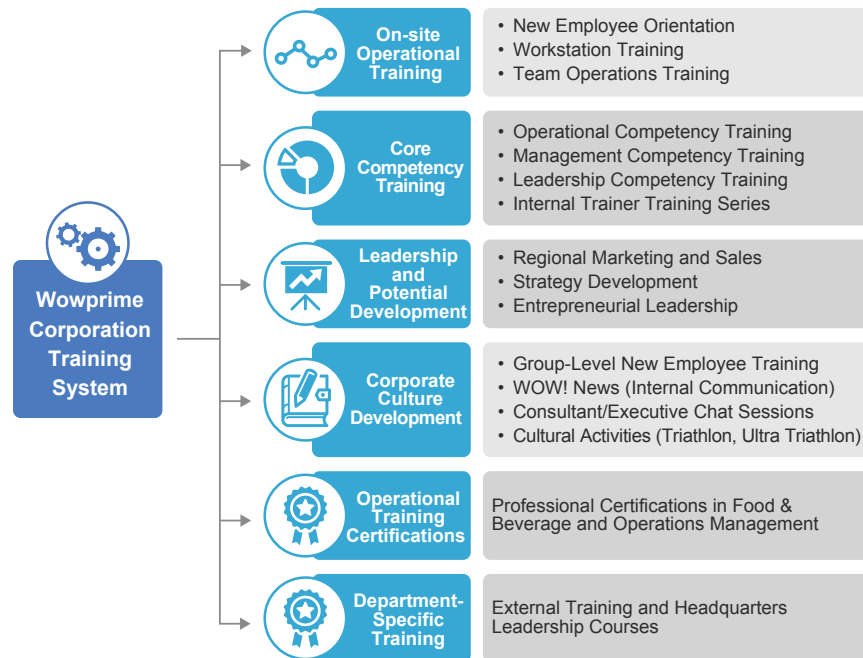 Wowprime
Corporation
Training
System
On-site
Operational
Training
• New Employee Orientation
• Workstation Training
• Team Operations Training
Core
Competency
Training
• Operational Competency Training
• Management Competency Training
• Leadership Competency Training
• Internal Trainer Training Series
Leadership
and
Potential
Development
• Regional Marketing and Sales
• Strategy Development
• Entrepreneurial Leadership
Corporate
Culture
Development
• Group-Level New Employee Training
• WOW! News (Internal Communication)
• Consultant/Executive Chat Sessions
• Cultural Activities (Triathlon, Ultra Triathlon)
Operational
Training
Certifications
Professional Certifications in Food &
Beverage and Operations Management
Department-
Specific
Training
External Training and Headquarters
Leadership Courses